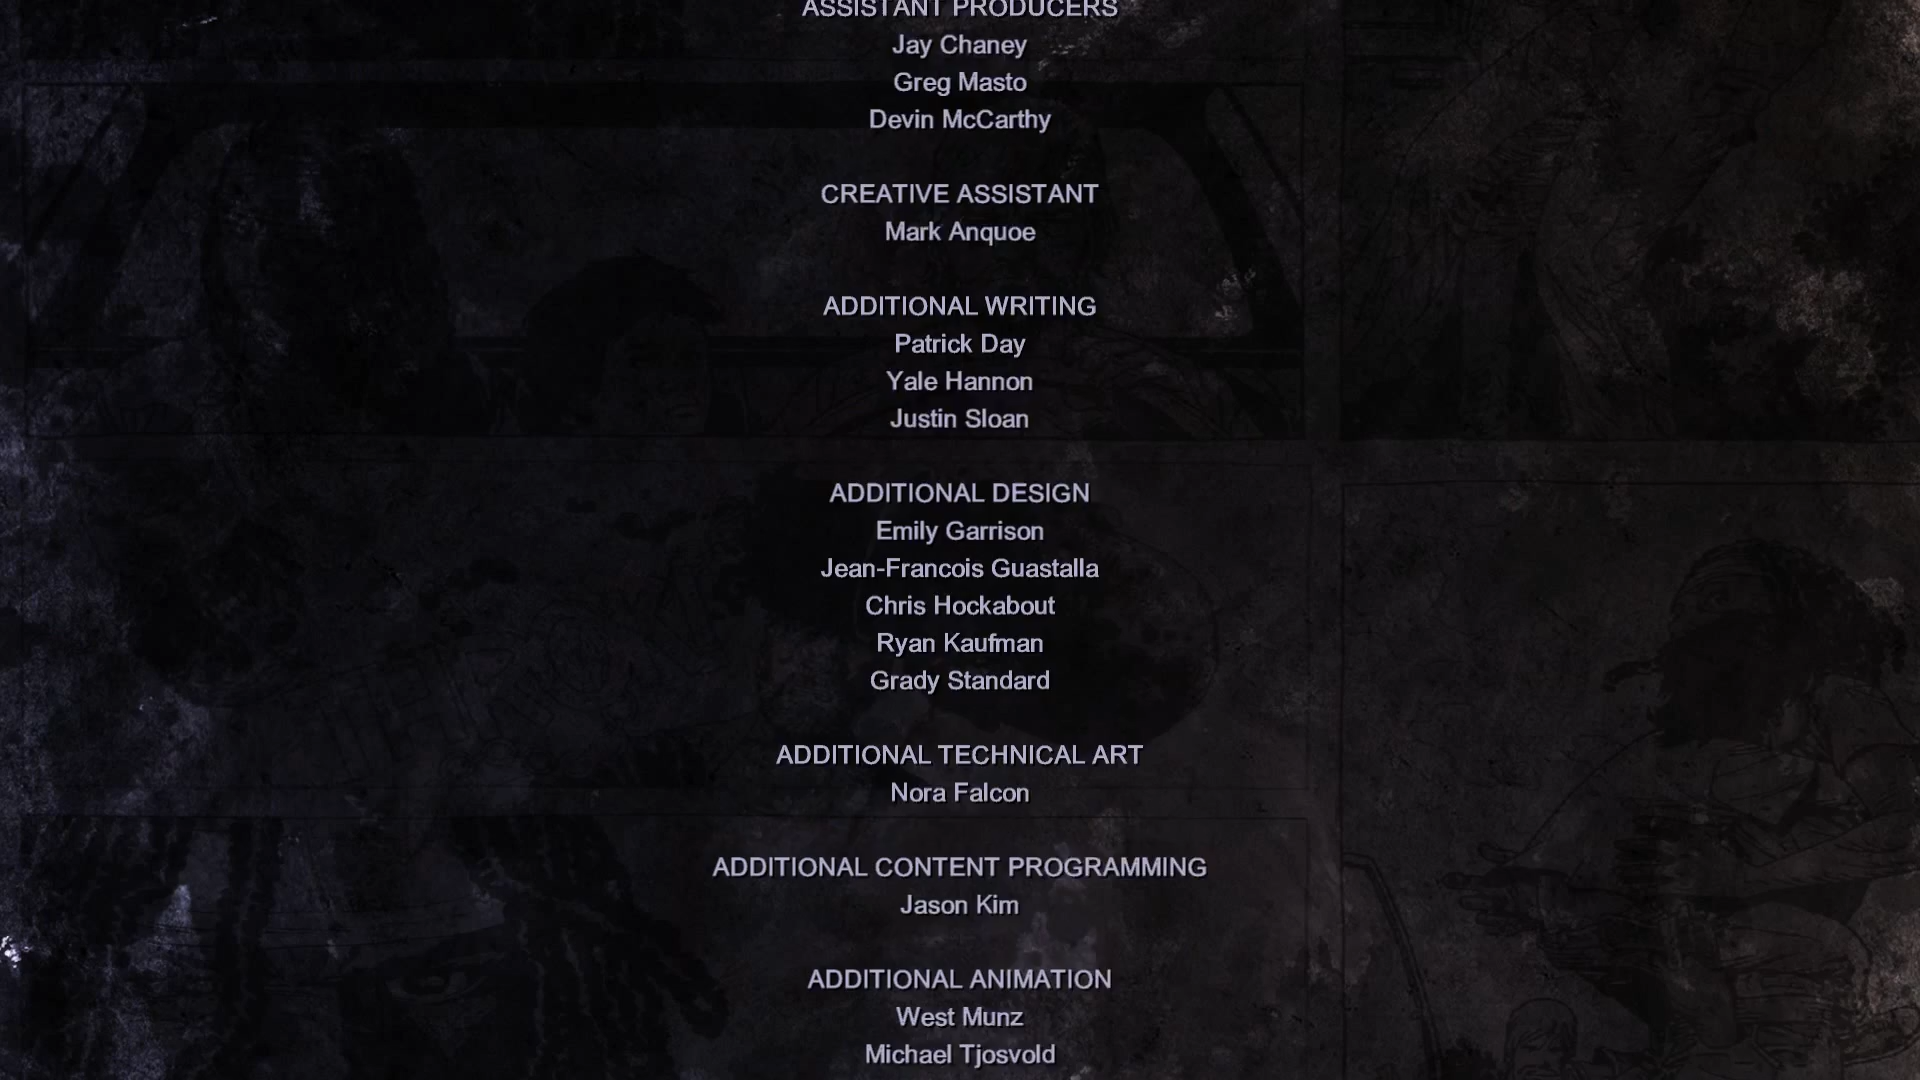 ASSISTANT PRODUCERS
Jay Chaney
Greg Masto
Devin McCarthy
CREATIVE ASSISTANT
Mark Anquoe
ADDITIONAL WRITING
Patrick Day
Yale Hannon
Justin Sloan
ADDITIONAL DESIGN
Emily Garrison
Jean-Francois Guastalla
Chris Hockabout
Ryan Kaufman
Grady Standard
ADDITIONAL TECHNICAL ART
Nora Falcon
ADDITIONAL CONTENT PROGRAMMING
Jason Kim
ADDITIONAL ANIMATION
West Munz
Michael Tjosvold